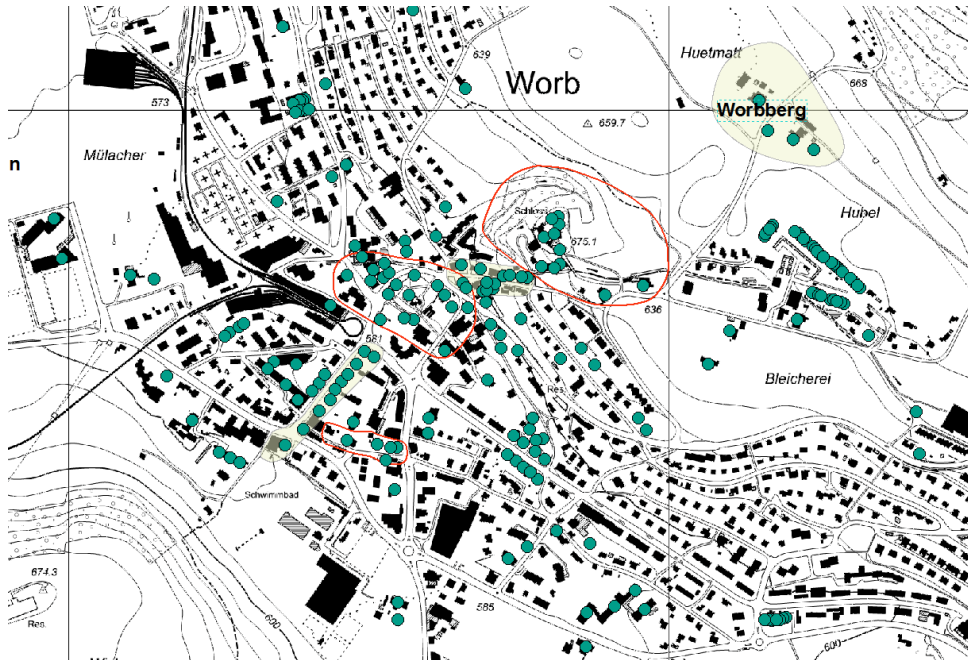 Huetmatt
639
668
Worb
573
Worbberg
659.7
Mülacher
n
Schloss
Hubel
675.1
636
581
Bleicherei
Res.
Schwimmbad
674.3
585
Res.
690
600